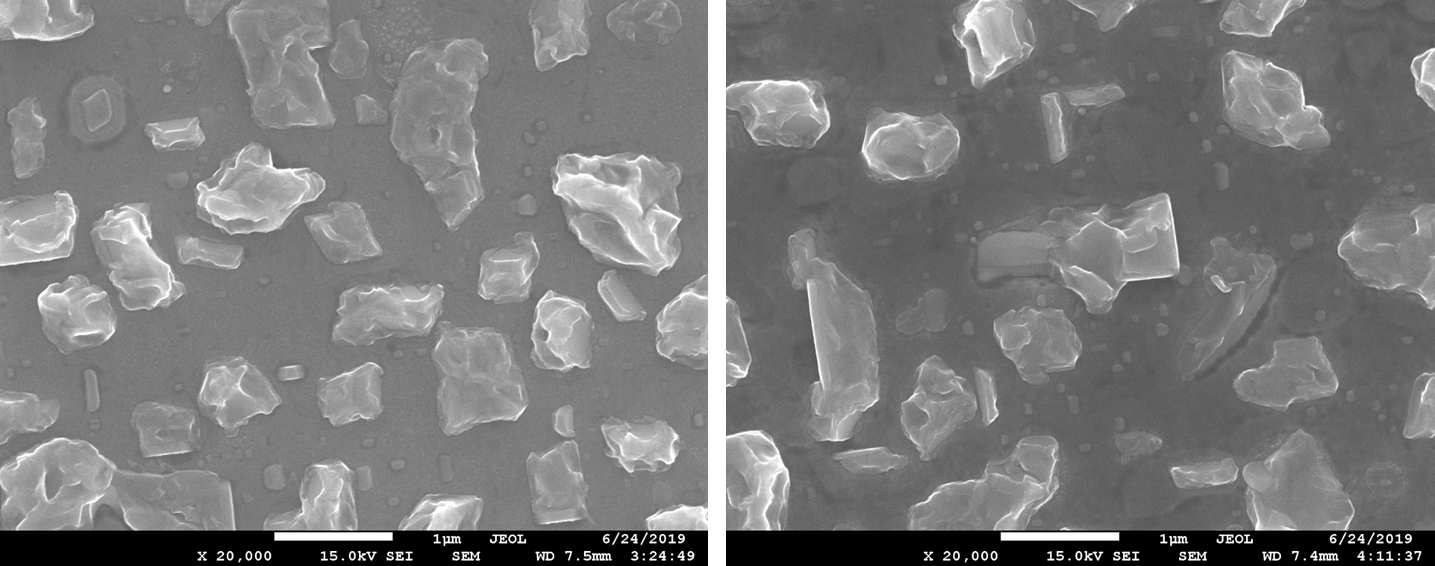 1µm JEOL 6/24/2019
X 20,000 15.0kV SEI SEM WD 7.5mm 3:24:49
1µm JEOL 6/24/2019
X 20,000 15.0kV SEI SEM WD 7.4mm 4:11:37